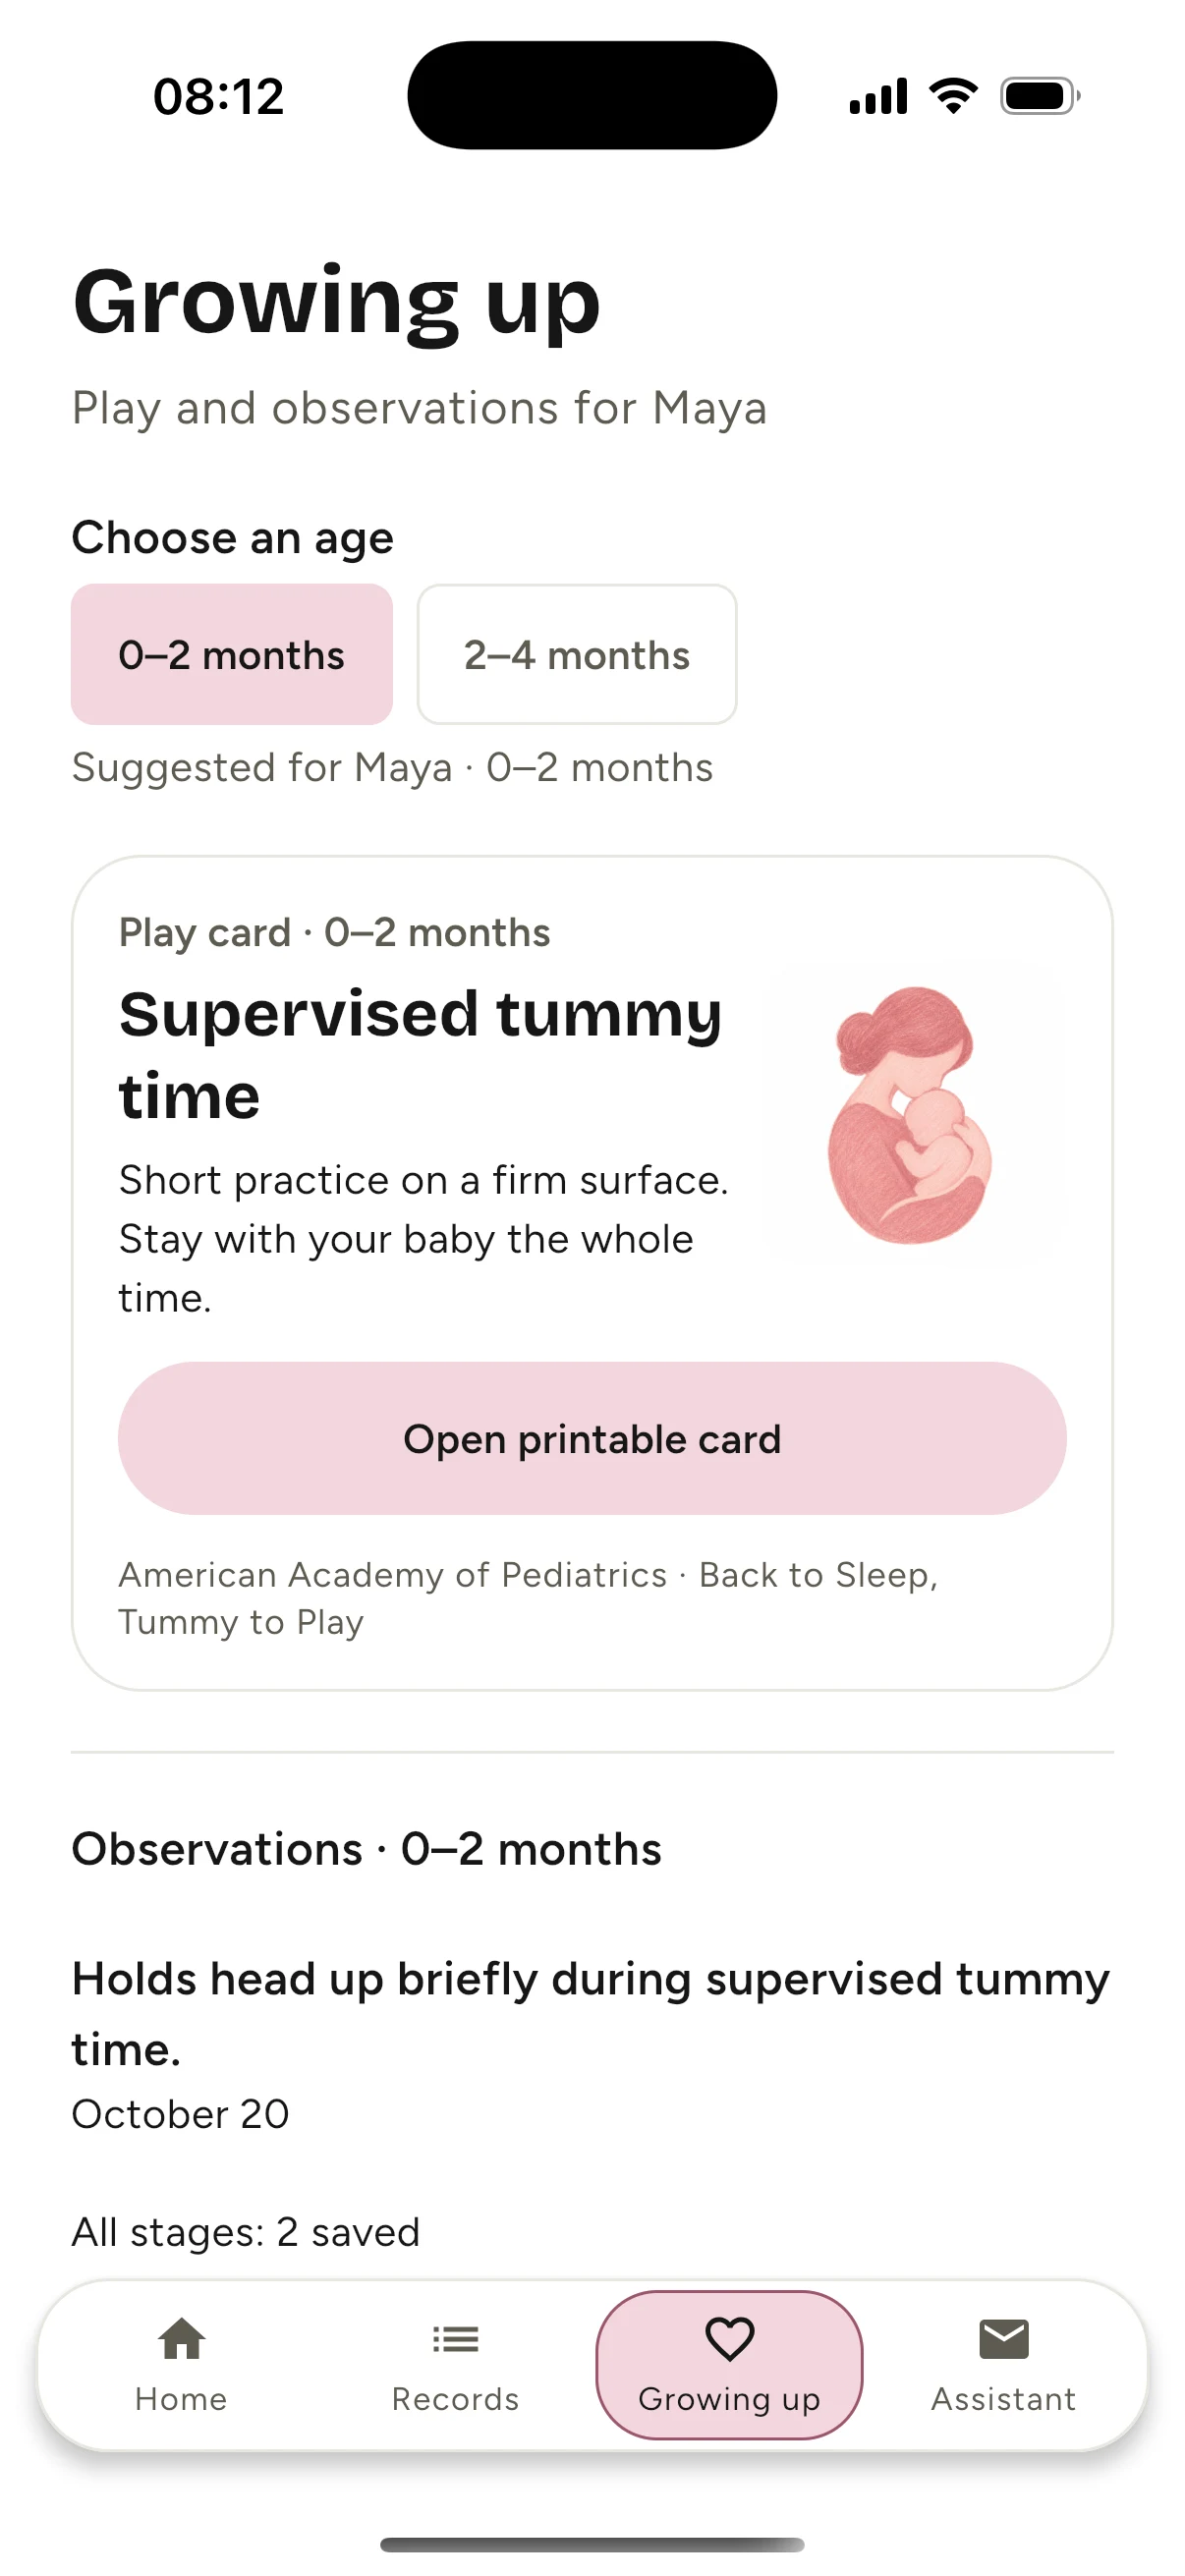 08:12
Growing up
Play and observations for Maya
Choose an age
0–2 months
2–4 months
Suggested for Maya · 0–2 months
Play card · 0–2 months
Supervised tummy
time
Short practice on a firm surface.
Stay with your baby the whole
time.
Open printable card
American Academy of Pediatrics · Back to Sleep,
Tummy to Play
Observations · 0–2 months
Holds head up briefly during supervised tummy
time.
October 20
All stages: 2 saved
Home
Records
Growing up
Assistant